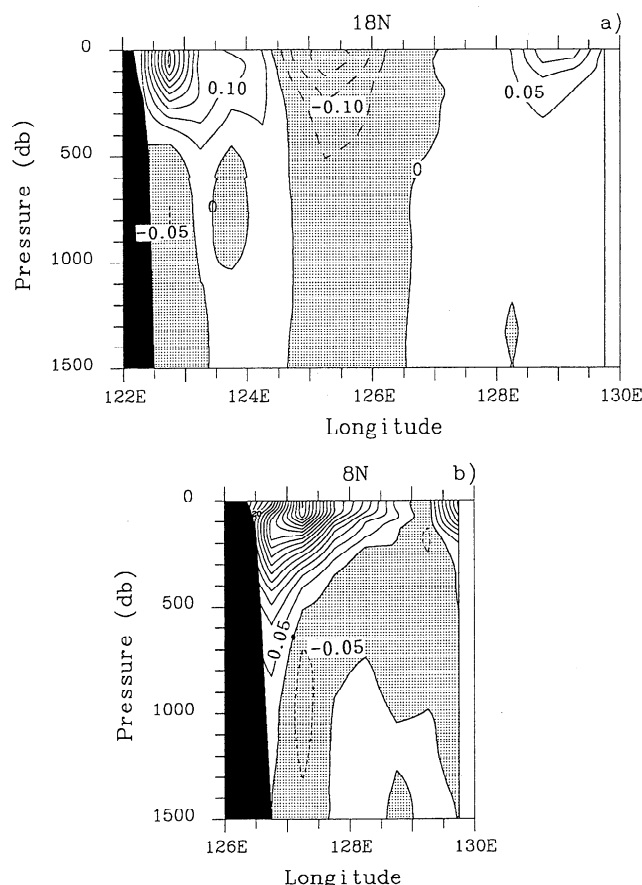 18N
a)
0
500
1000
1500
Pressure (db)
0.10
-0.10
0.05
0
0
-0.05
122E
124E
126E
128E
130E
Longitude
8N
b)
0
500
1000
1500
Pressure (db)
-0.05
-0.05
126E
128E
130E
Longitude